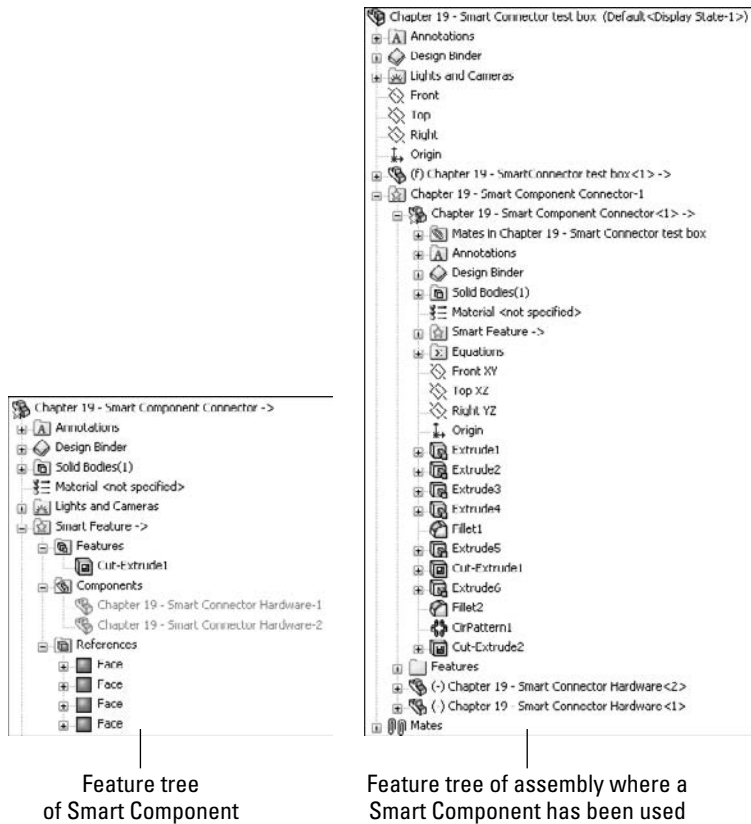 Chapter 19 - Smart Component Connector ->
Annotations
Design Binder
Solid Bodies(1)
Material <not specified>
Lights and Cameras
Smart Feature ->
Features
Cut-Extrude1
Components
Chapter 19 - Smart Connector Hardware-1
Chapter 19 - Smart Connector Hardware-2
References
Face
Face
Face
Face
Feature tree
of Smart Component
Chapter 19 - Smart Connector test box (Default<Display State-1>)
Annotations
Design Binder
Lights and Cameras
Front
Top
Right
Origin
(f) Chapter 19 - SmartConnector test box<1> ->
Chapter 19 - Smart Component Connector-1
Chapter 19 - Smart Component Connector<1> ->
Mates in Chapter 19 - Smart Connector test box
Annotations
Design Binder
Solid Bodies(1)
Material <not specified>
Smart Feature ->
Equations
Front XY
Top XZ
Right YZ
Origin
Extrude1
Extrude2
Extrude3
Extrude4
Fillet1
Extrude5
Cut-Extrude1
Extrude6
Fillet2
CirPattern1
Cut-Extrude2
Features
(-) Chapter 19 - Smart Connector Hardware<2>
(-) Chapter 19 - Smart Connector Hardware<1>
Mates
Feature tree of assembly where a
Smart Component has been used